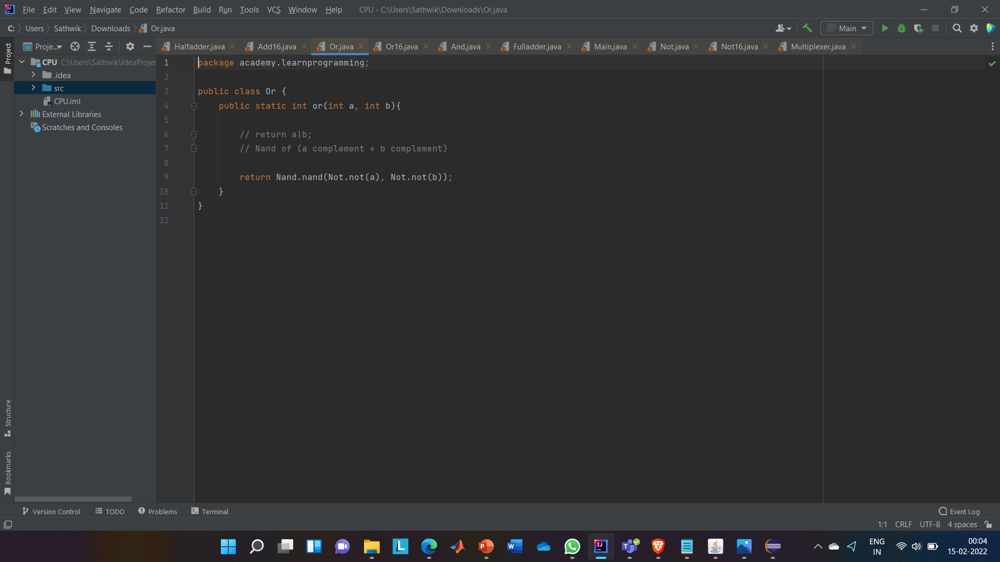 File Edit View Navigate Code Refactor Build Run Tools VCS Window Help CPU - C:\Users\Sathwik\Downloads\Or.java
C: Users Sathwik Downloads Or.java Main
Proje... Halfadder.java Add16.java Or.java Or16.java And.java Fulladder.java Main.java Not.java Not16.java Multiplexer.java
Project
CPU C:\Users\Sathwik\IdeaProjec
.idea
src
CPU.iml
External Libraries
Scratches and Consoles
1 package academy.learnprogramming;
2
3 public class Or {
4 public static int or(int a, int b){
5
6 // return a|b;
7 // Nand of (a complement + b complement)
8
9 return Nand.nand(Not.not(a), Not.not(b));
10 }
11 }
12
Structure
Bookmarks
Version Control TODO Problems Terminal Event Log
1:1 CRLF UTF-8 4 spaces
ENG
IN
00:04
15-02-2022